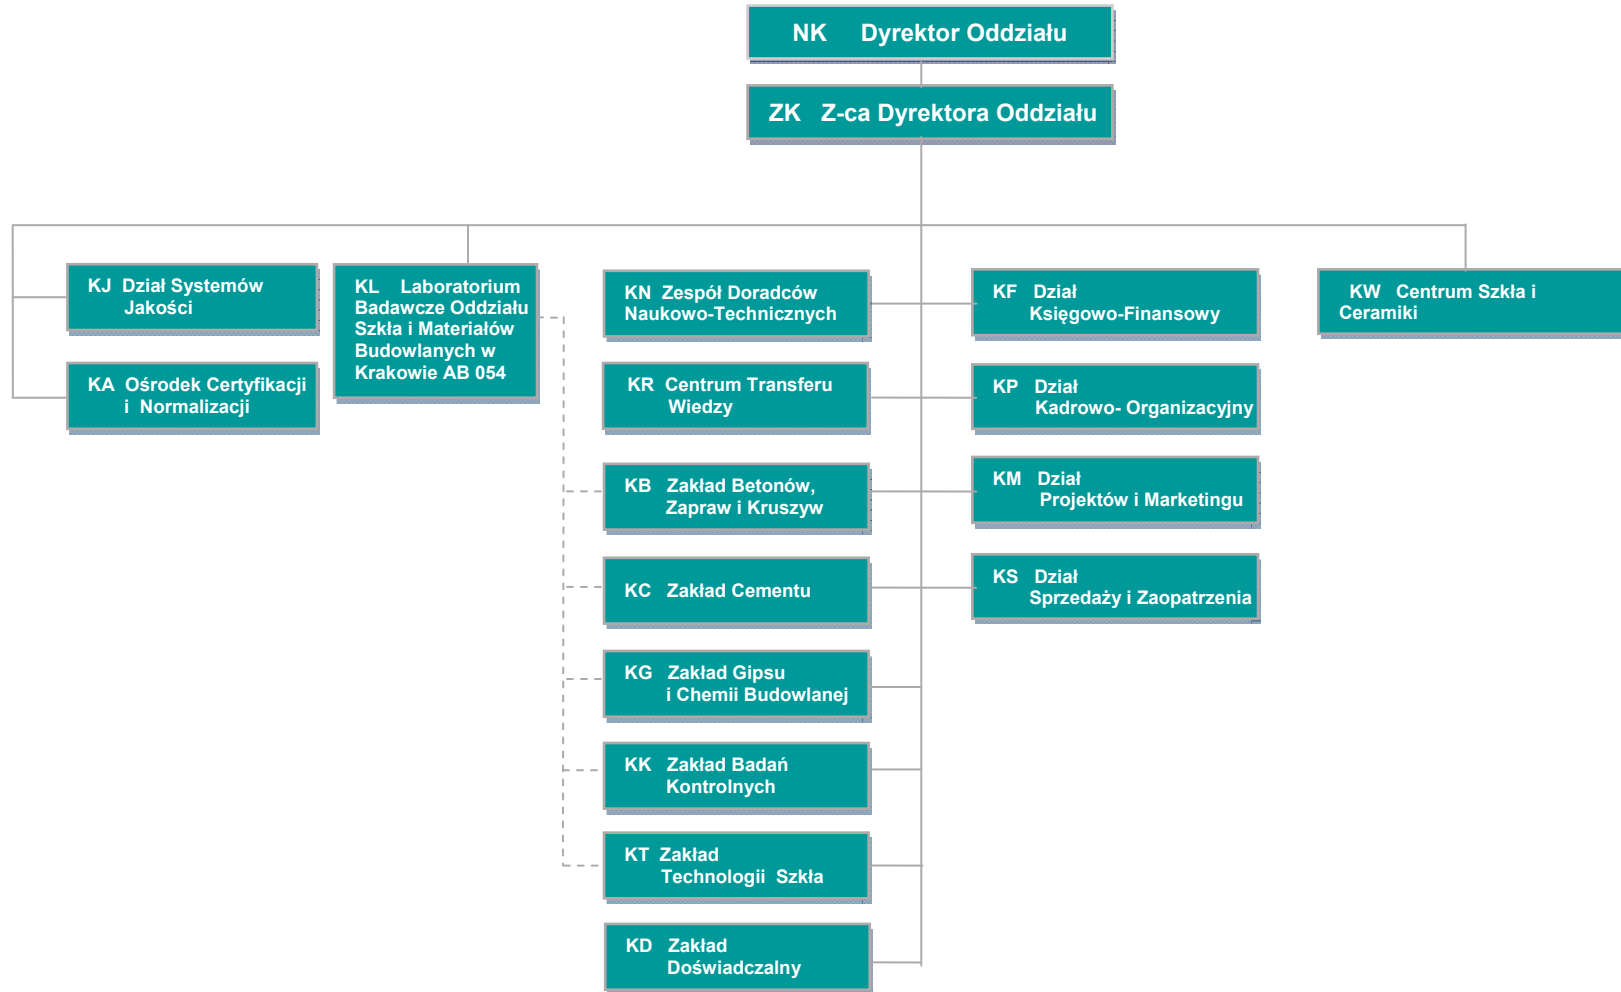 NK Dyrektor Oddziału
ZK Z-ca Dyrektora Oddziału
KJ Dział Systemów
Jakości
KA Ośrodek Certyfikacji
i Normalizacji
KL Laboratorium
Badawcze Oddziału
Szkła i Materiałów
Budowlanych w
Krakowie AB 054
KN Zespół Doradców
Naukowo-Technicznych
KR Centrum Transferu
Wiedzy
KB Zakład Betonów,
Zapraw i Kruszyw
KC Zakład Cementu
KG Zakład Gipsu
i Chemii Budowlanej
KK Zakład Badań
Kontrolnych
KT Zakład
Technologii Szkła
KD Zakład
Doświadczalny
KF Dział
Księgowo-Finansowy
KP Dział
Kadrowo- Organizacyjny
KM Dział
Projektów i Marketingu
KS Dział
Sprzedaży i Zaopatrzenia
KW Centrum Szkła i
Ceramiki